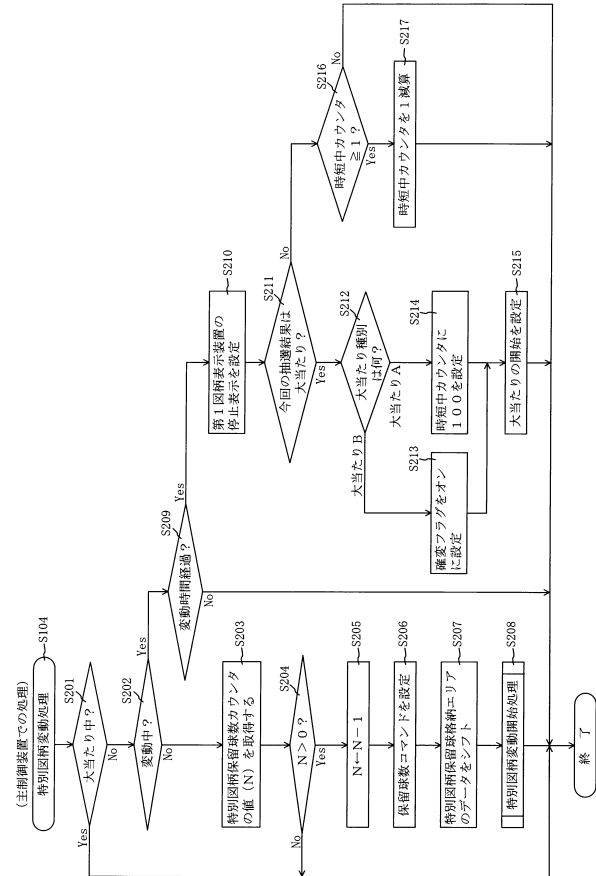 (主制御装置での処理)
特別図柄変動処理
S104
大当たり中？
S201
Yes
No
変動中？
S202
Yes
No
特別図柄保留球数カウンタ
の値（N）を取得する
S203
N＞0？
S204
No
Yes
N←N－1
S205
保留球数コマンドを設定
S206
特別図柄保留球格納エリア
のデータをシフト
S207
特別図柄変動開始処理
S208
変動時間経過？
S209
Yes
No
第1図柄表示装置の
停止表示を設定
S210
今回の抽選結果は
大当たり？
S211
No
Yes
大当たり種別
は何？
S212
大当たりB
大当たりA
確変フラグをオン
に設定
S213
時短中カウンタに
100を設定
S214
大当たりの開始を設定
S215
時短中カウンタ
≧1？
S216
No
Yes
時短中カウンタを1減算
S217
終了